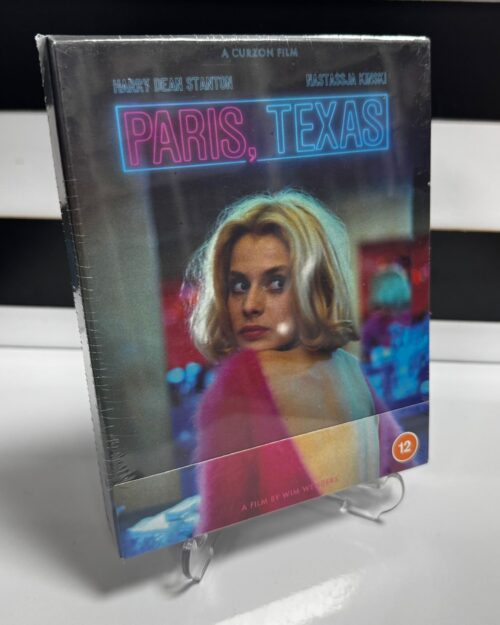 A CURZON FILM
HARRY DEAN STANTON NASTASSJA KINSKI
PARIS, TEXAS
12
A FILM BY WIM WENDERS